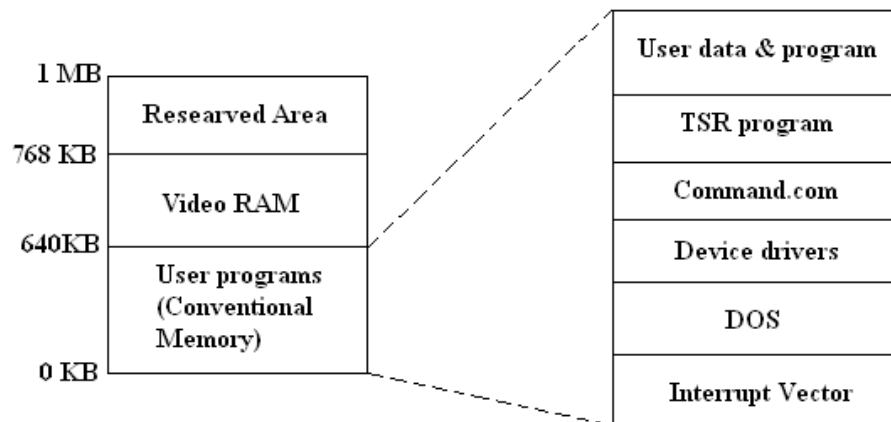 1 MB
Researved Area
768 KB
Video RAM
640KB
User programs
(Conventional
Memory)
0 KB
User data & program
TSR program
Command.com
Device drivers
DOS
Interrupt Vector